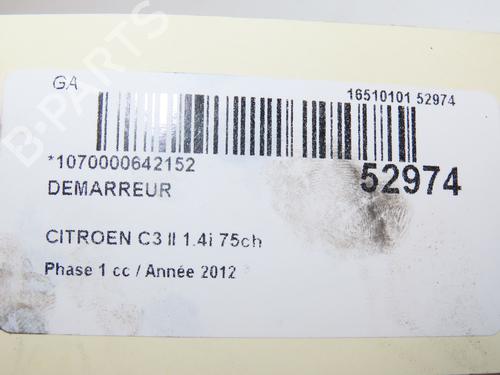 GA
16510101 52974
*1070000642152
52974
DEMARREUR
CITROEN C3 II 1.4i 75ch
Phase 1 cc / Année 2012
B-PARTS